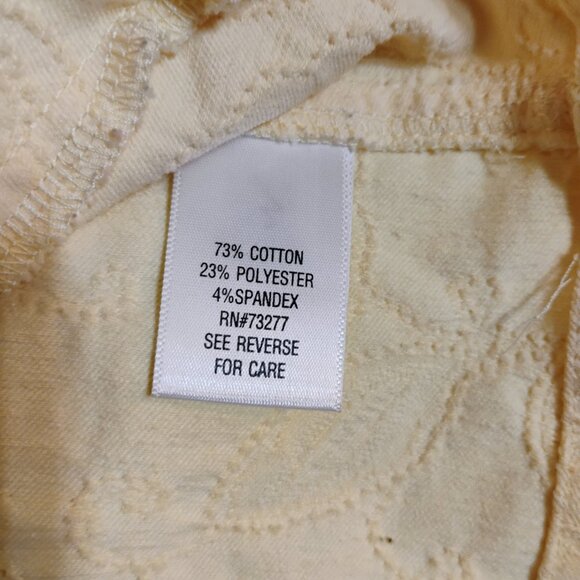 73% COTTON
23% POLYESTER
4%SPANDEX
RN#73277
SEE REVERSE
FOR CARE